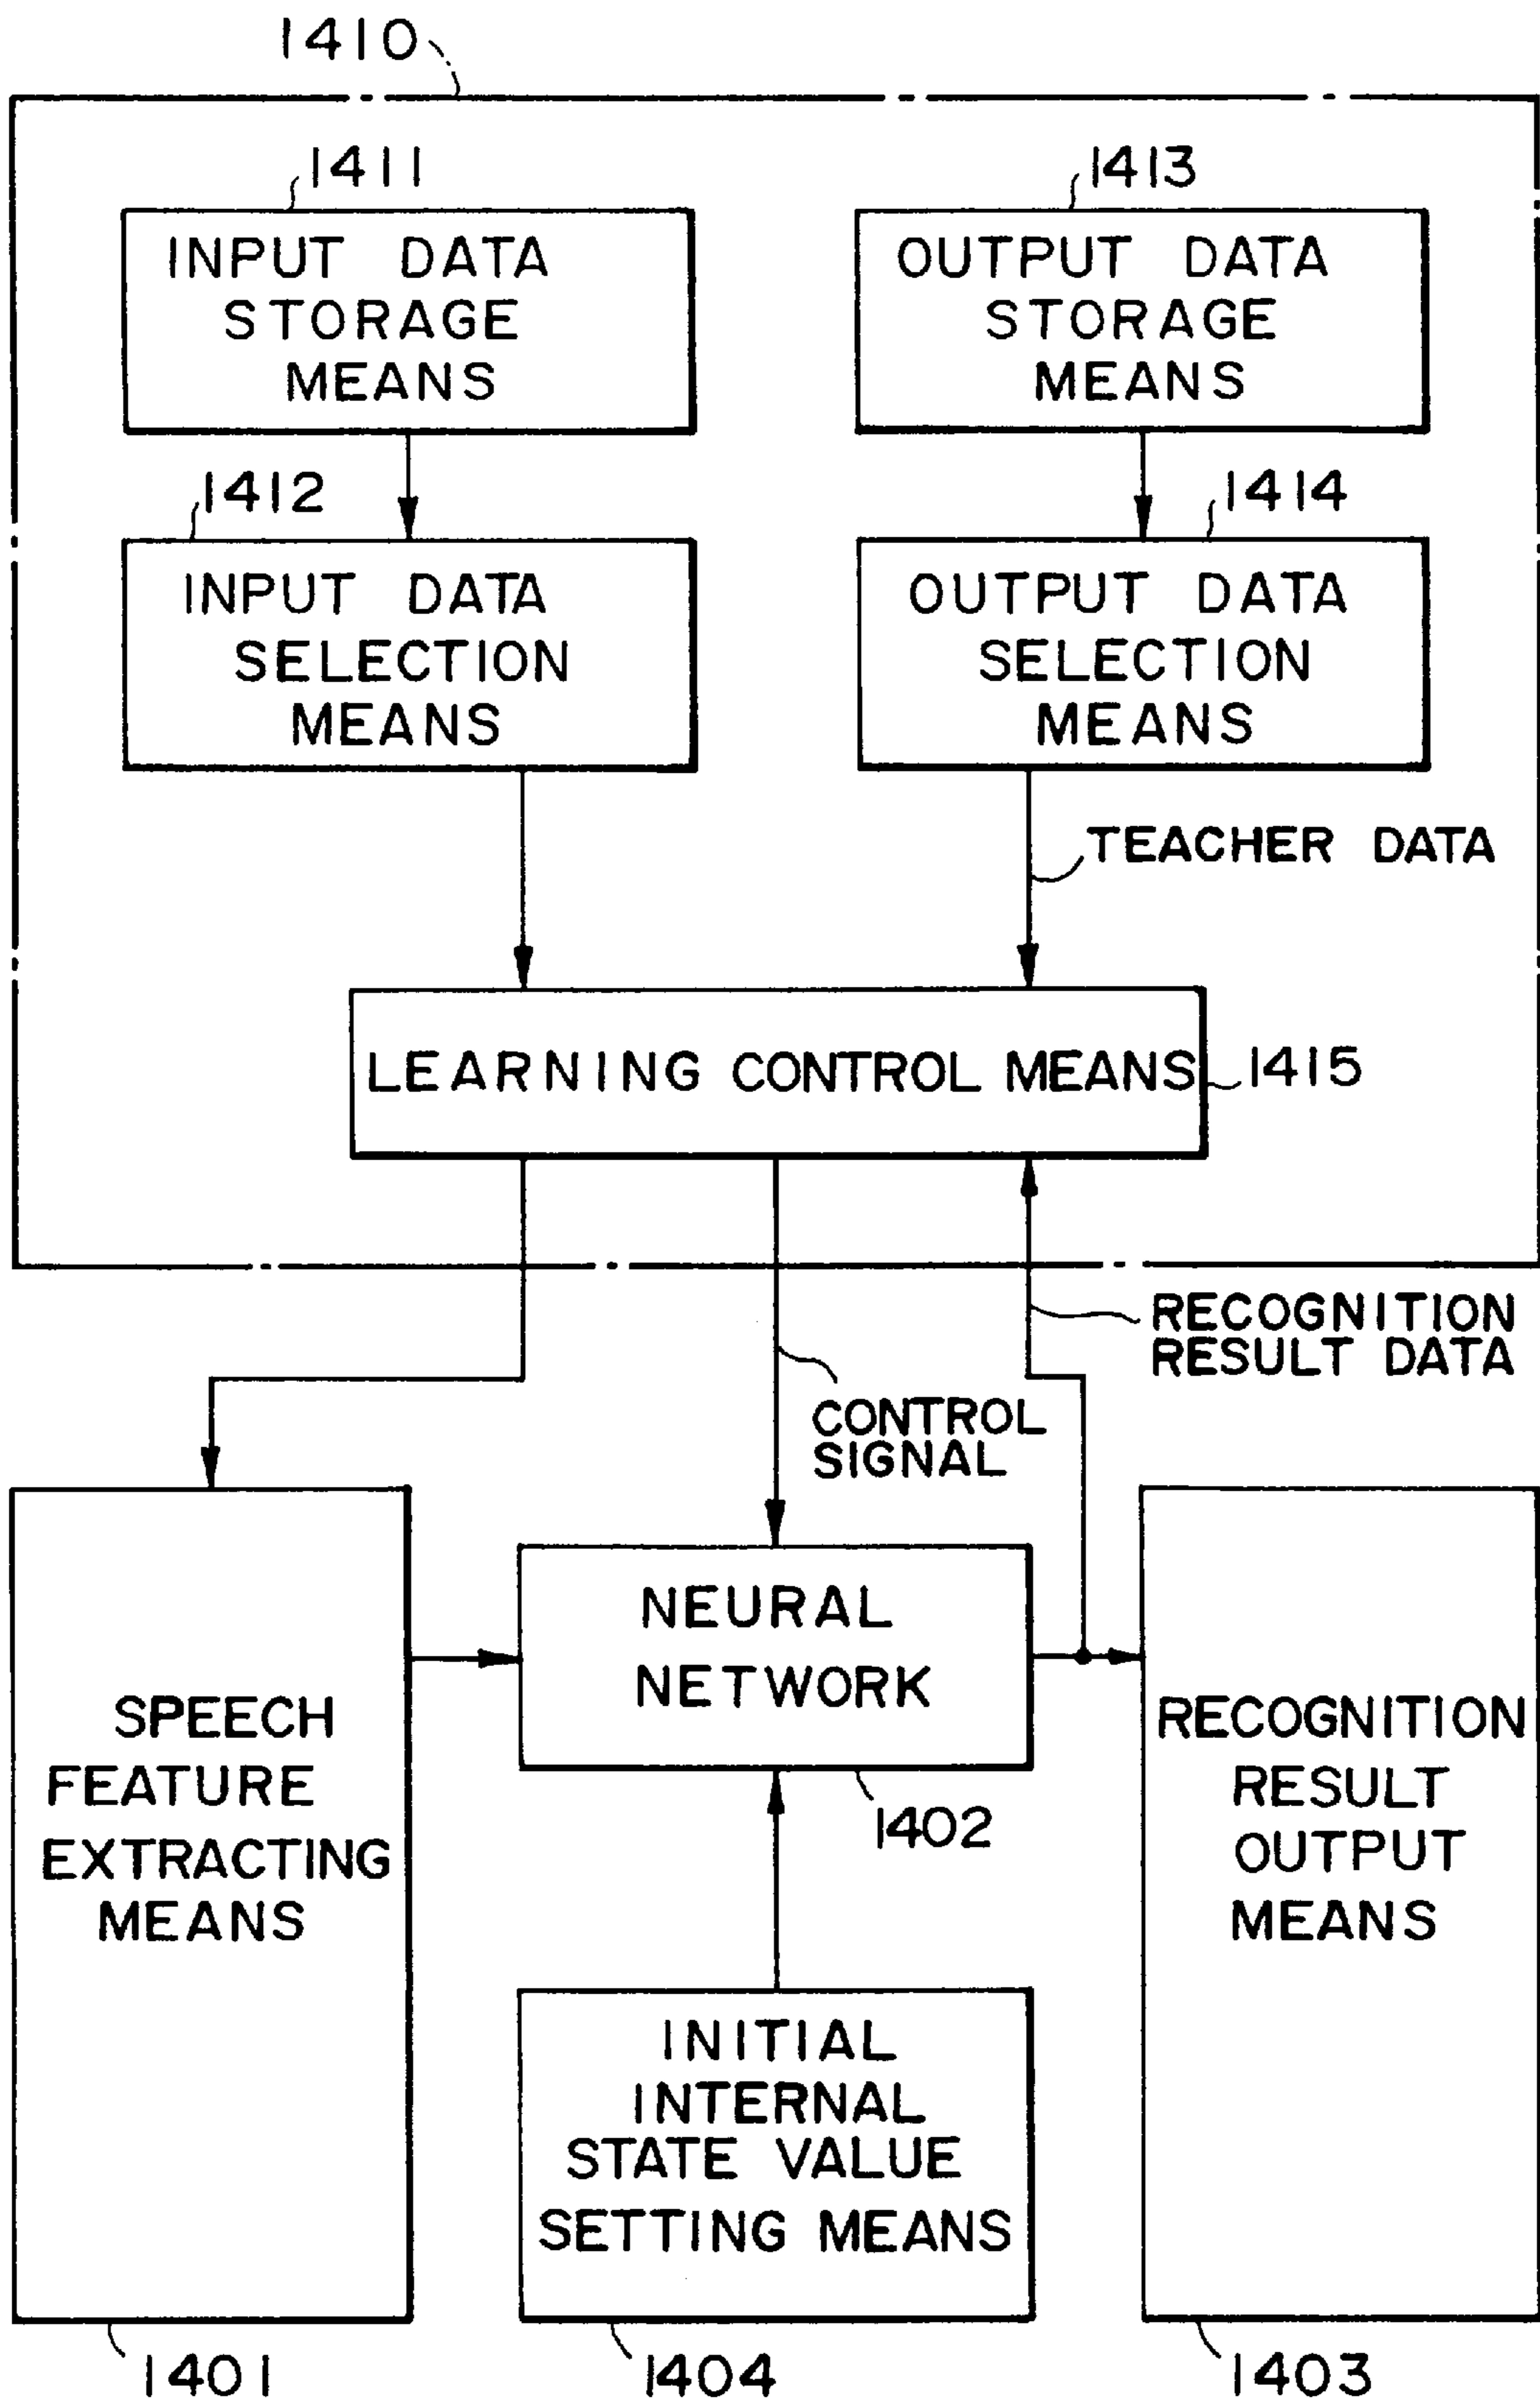 1410
1411
INPUT DATA
STORAGE
MEANS
1413
OUTPUT DATA
STORAGE
MEANS
1412
INPUT DATA
SELECTION
MEANS
1414
OUTPUT DATA
SELECTION
MEANS
TEACHER DATA
LEARNING CONTROL MEANS
1415
RECOGNITION
RESULT DATA
CONTROL
SIGNAL
SPEECH
FEATURE
EXTRACTING
MEANS
NEURAL
NETWORK
1402
RECOGNITION
RESULT
OUTPUT
MEANS
INITIAL
INTERNAL
STATE VALUE
SETTING MEANS
1401
1404
1403